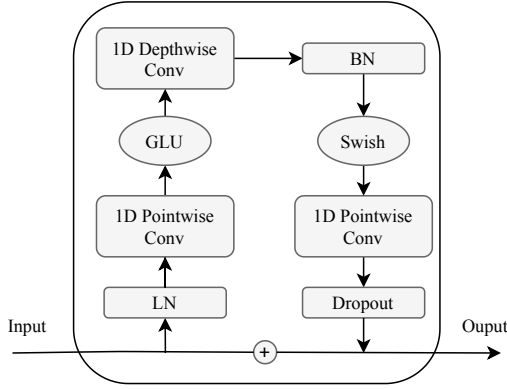 1D Depthwise
Conv
BN
GLU
Swish
1D Pointwise
Conv
1D Pointwise
Conv
LN
Dropout
Input
Ouput
+